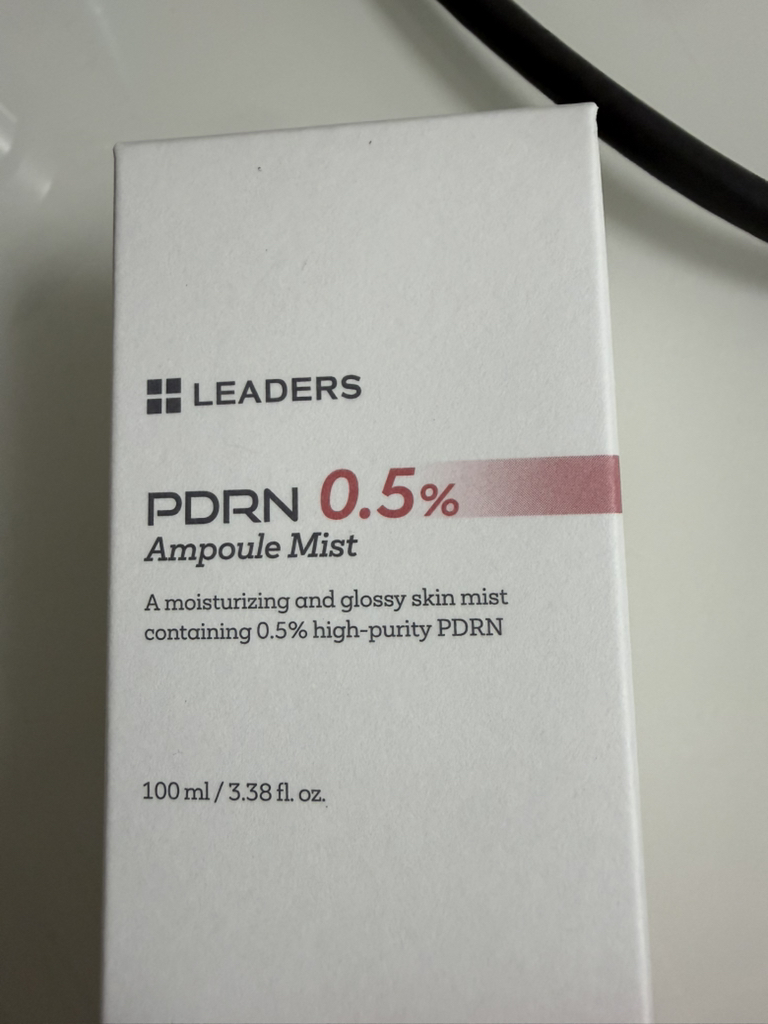 LEADERS
PDRN 0.5%
Ampoule Mist
A moisturizing and glossy skin mist
containing 0.5% high-purity PDRN
100 ml / 3.38 fl. oz.